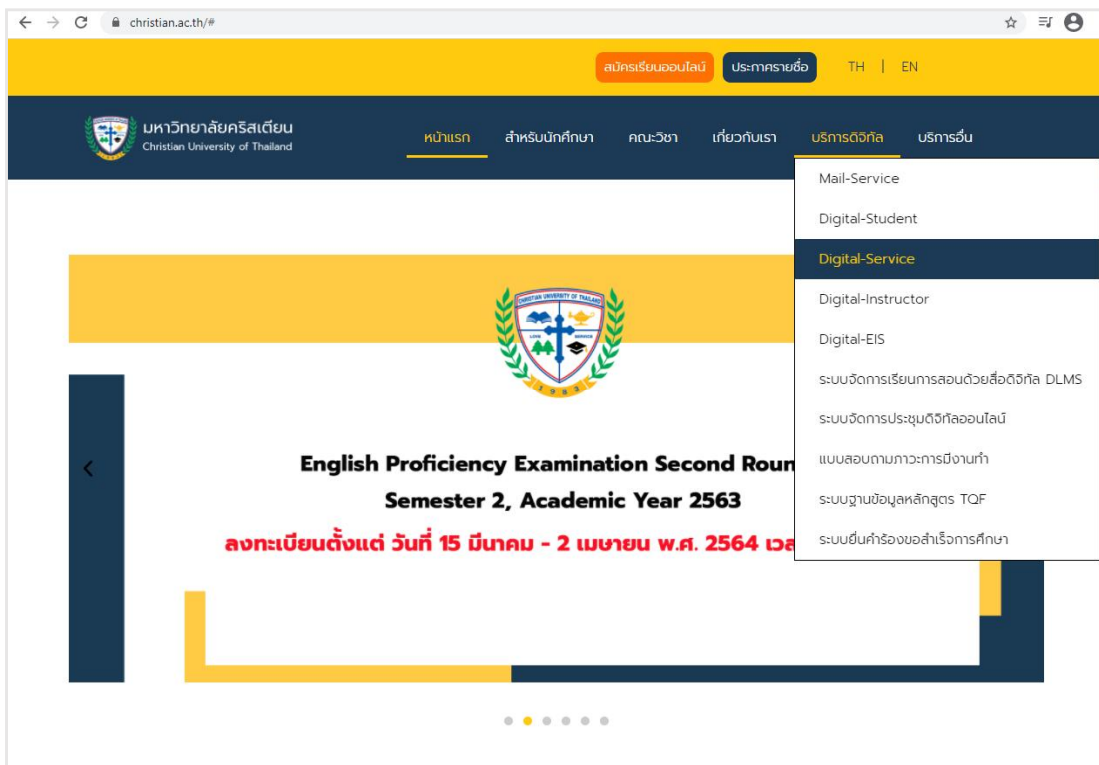 christian.ac.th/#
สมัครเรียนออนไลน์ ประกาศรายชื่อ TH | EN
มหาวิทยาลัยคริสเตียน
Christian University of Thailand
หน้าแรก สำหรับนักศึกษา คณะวิชา เกี่ยวกับเรา บริการดิจิทัล บริการอื่น
Mail-Service
Digital-Student
Digital-Service
Digital-Instructor
Digital-EIS
ระบบจัดการเรียนการสอนด้วยสื่อดิจิทัล DLMS
ระบบจัดการประชุมดิจิทัลออนไลน์
แบบสอบถามภาวะการมีงานทำ
ระบบฐานข้อมูลหลักสูตร TQF
ระบบยื่นคำร้องขอสำเร็จการศึกษา
CHRISTIAN UNIVERSITY OF THAILAND
LOVE SERVICE
1983
English Proficiency Examination Second Roun
Semester 2, Academic Year 2563
ลงทะเบียนตั้งแต่ วันที่ 15 มีนาคม - 2 เมษายน พ.ศ. 2564 เวล